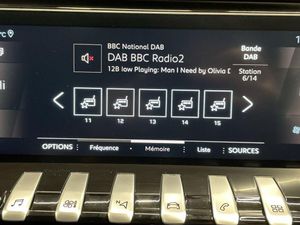 BBC National DAB
Bande
DAB BBC Radio2
DAB
12B low Playing: Man I Need by Olivia D
Station
6/14
11 12 13 14 15
OPTIONS Fréquence Mémoire Liste SOURCES